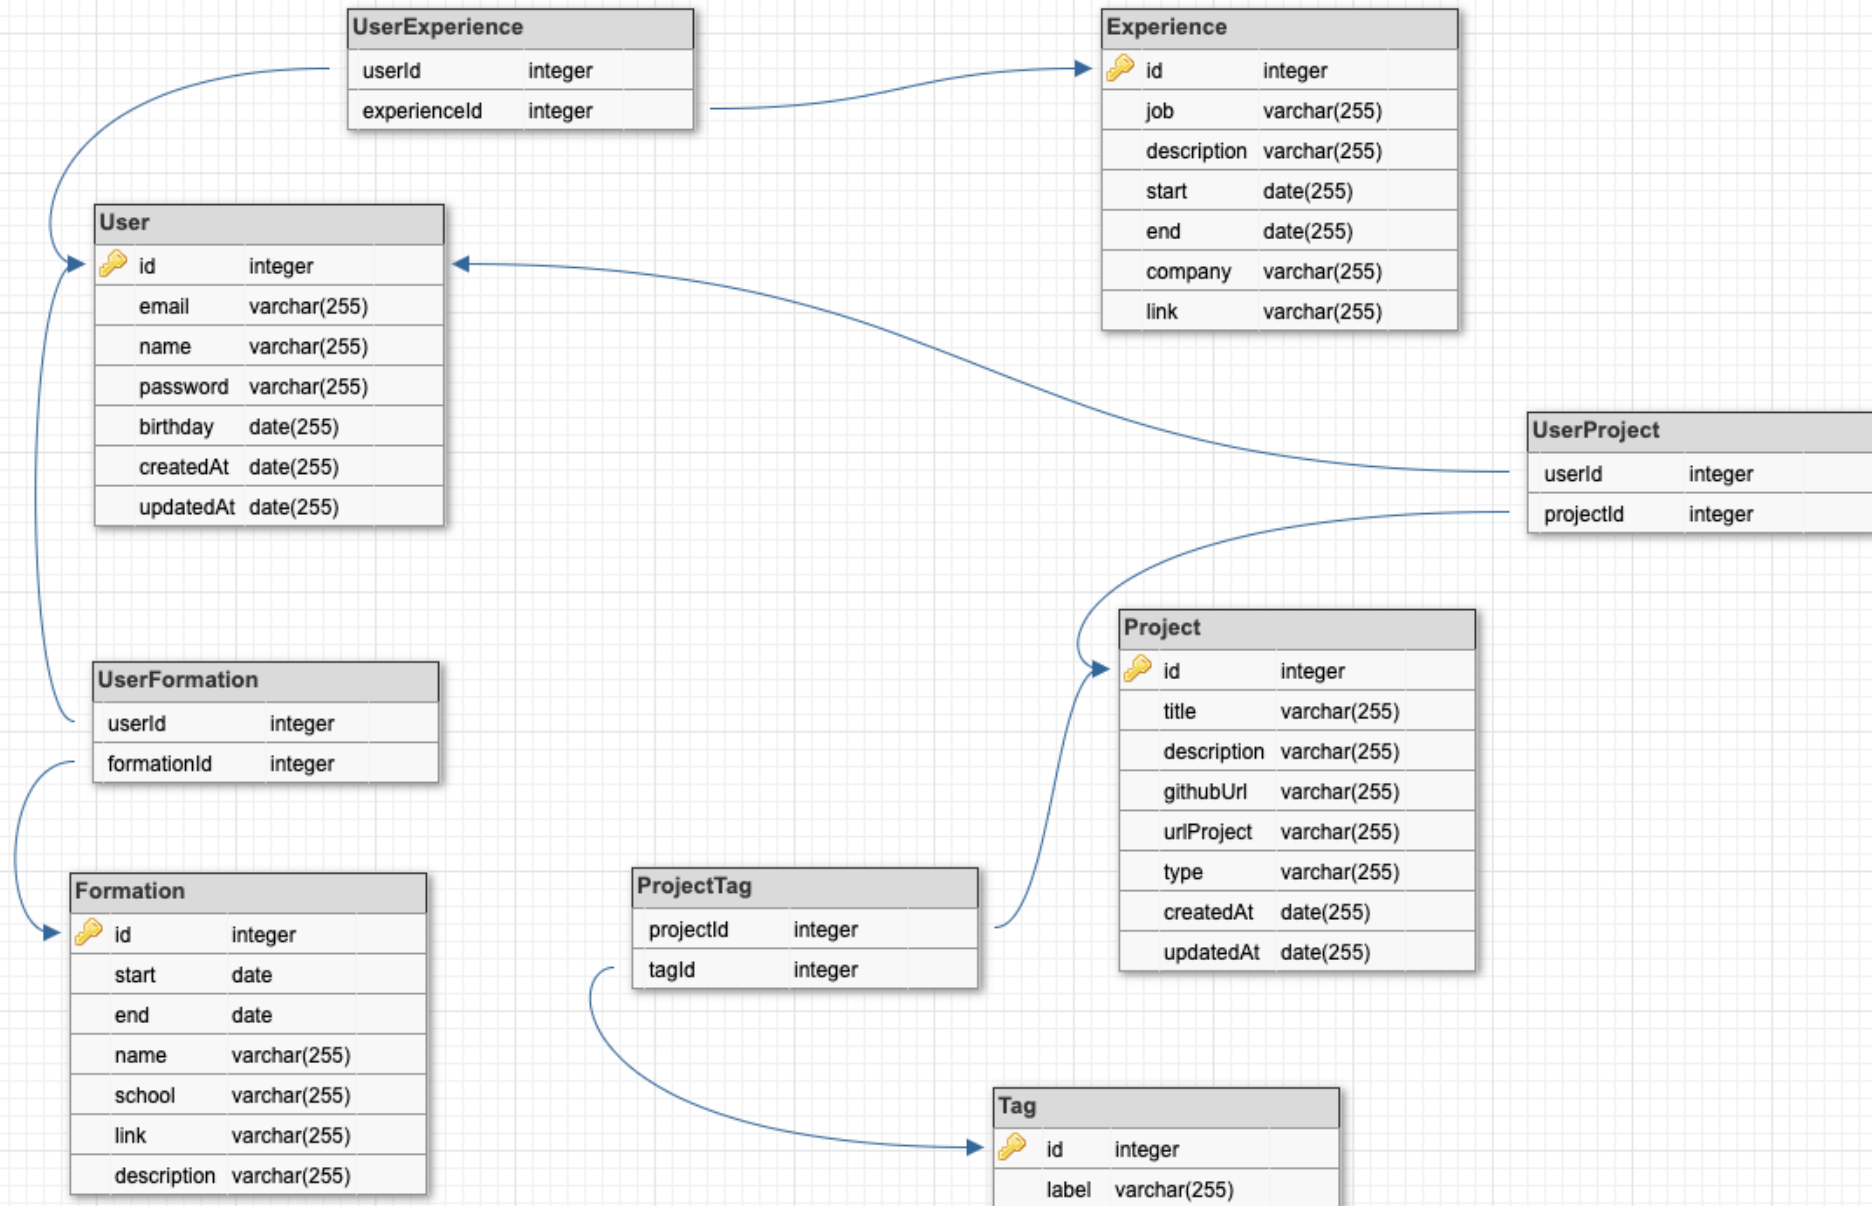 UserExperience
userId integer
experienceId integer
Experience
id integer
job varchar(255)
description varchar(255)
start date(255)
end date(255)
company varchar(255)
link varchar(255)
User
id integer
email varchar(255)
name varchar(255)
password varchar(255)
birthday date(255)
createdAt date(255)
updatedAt date(255)
UserProject
userId integer
projectId integer
UserFormation
userId integer
formationId integer
Project
id integer
title varchar(255)
description varchar(255)
githubUrl varchar(255)
urlProject varchar(255)
type varchar(255)
createdAt date(255)
updatedAt date(255)
Formation
id integer
start date
end date
name varchar(255)
school varchar(255)
link varchar(255)
description varchar(255)
ProjectTag
projectId integer
tagId integer
Tag
id integer
label varchar(255)